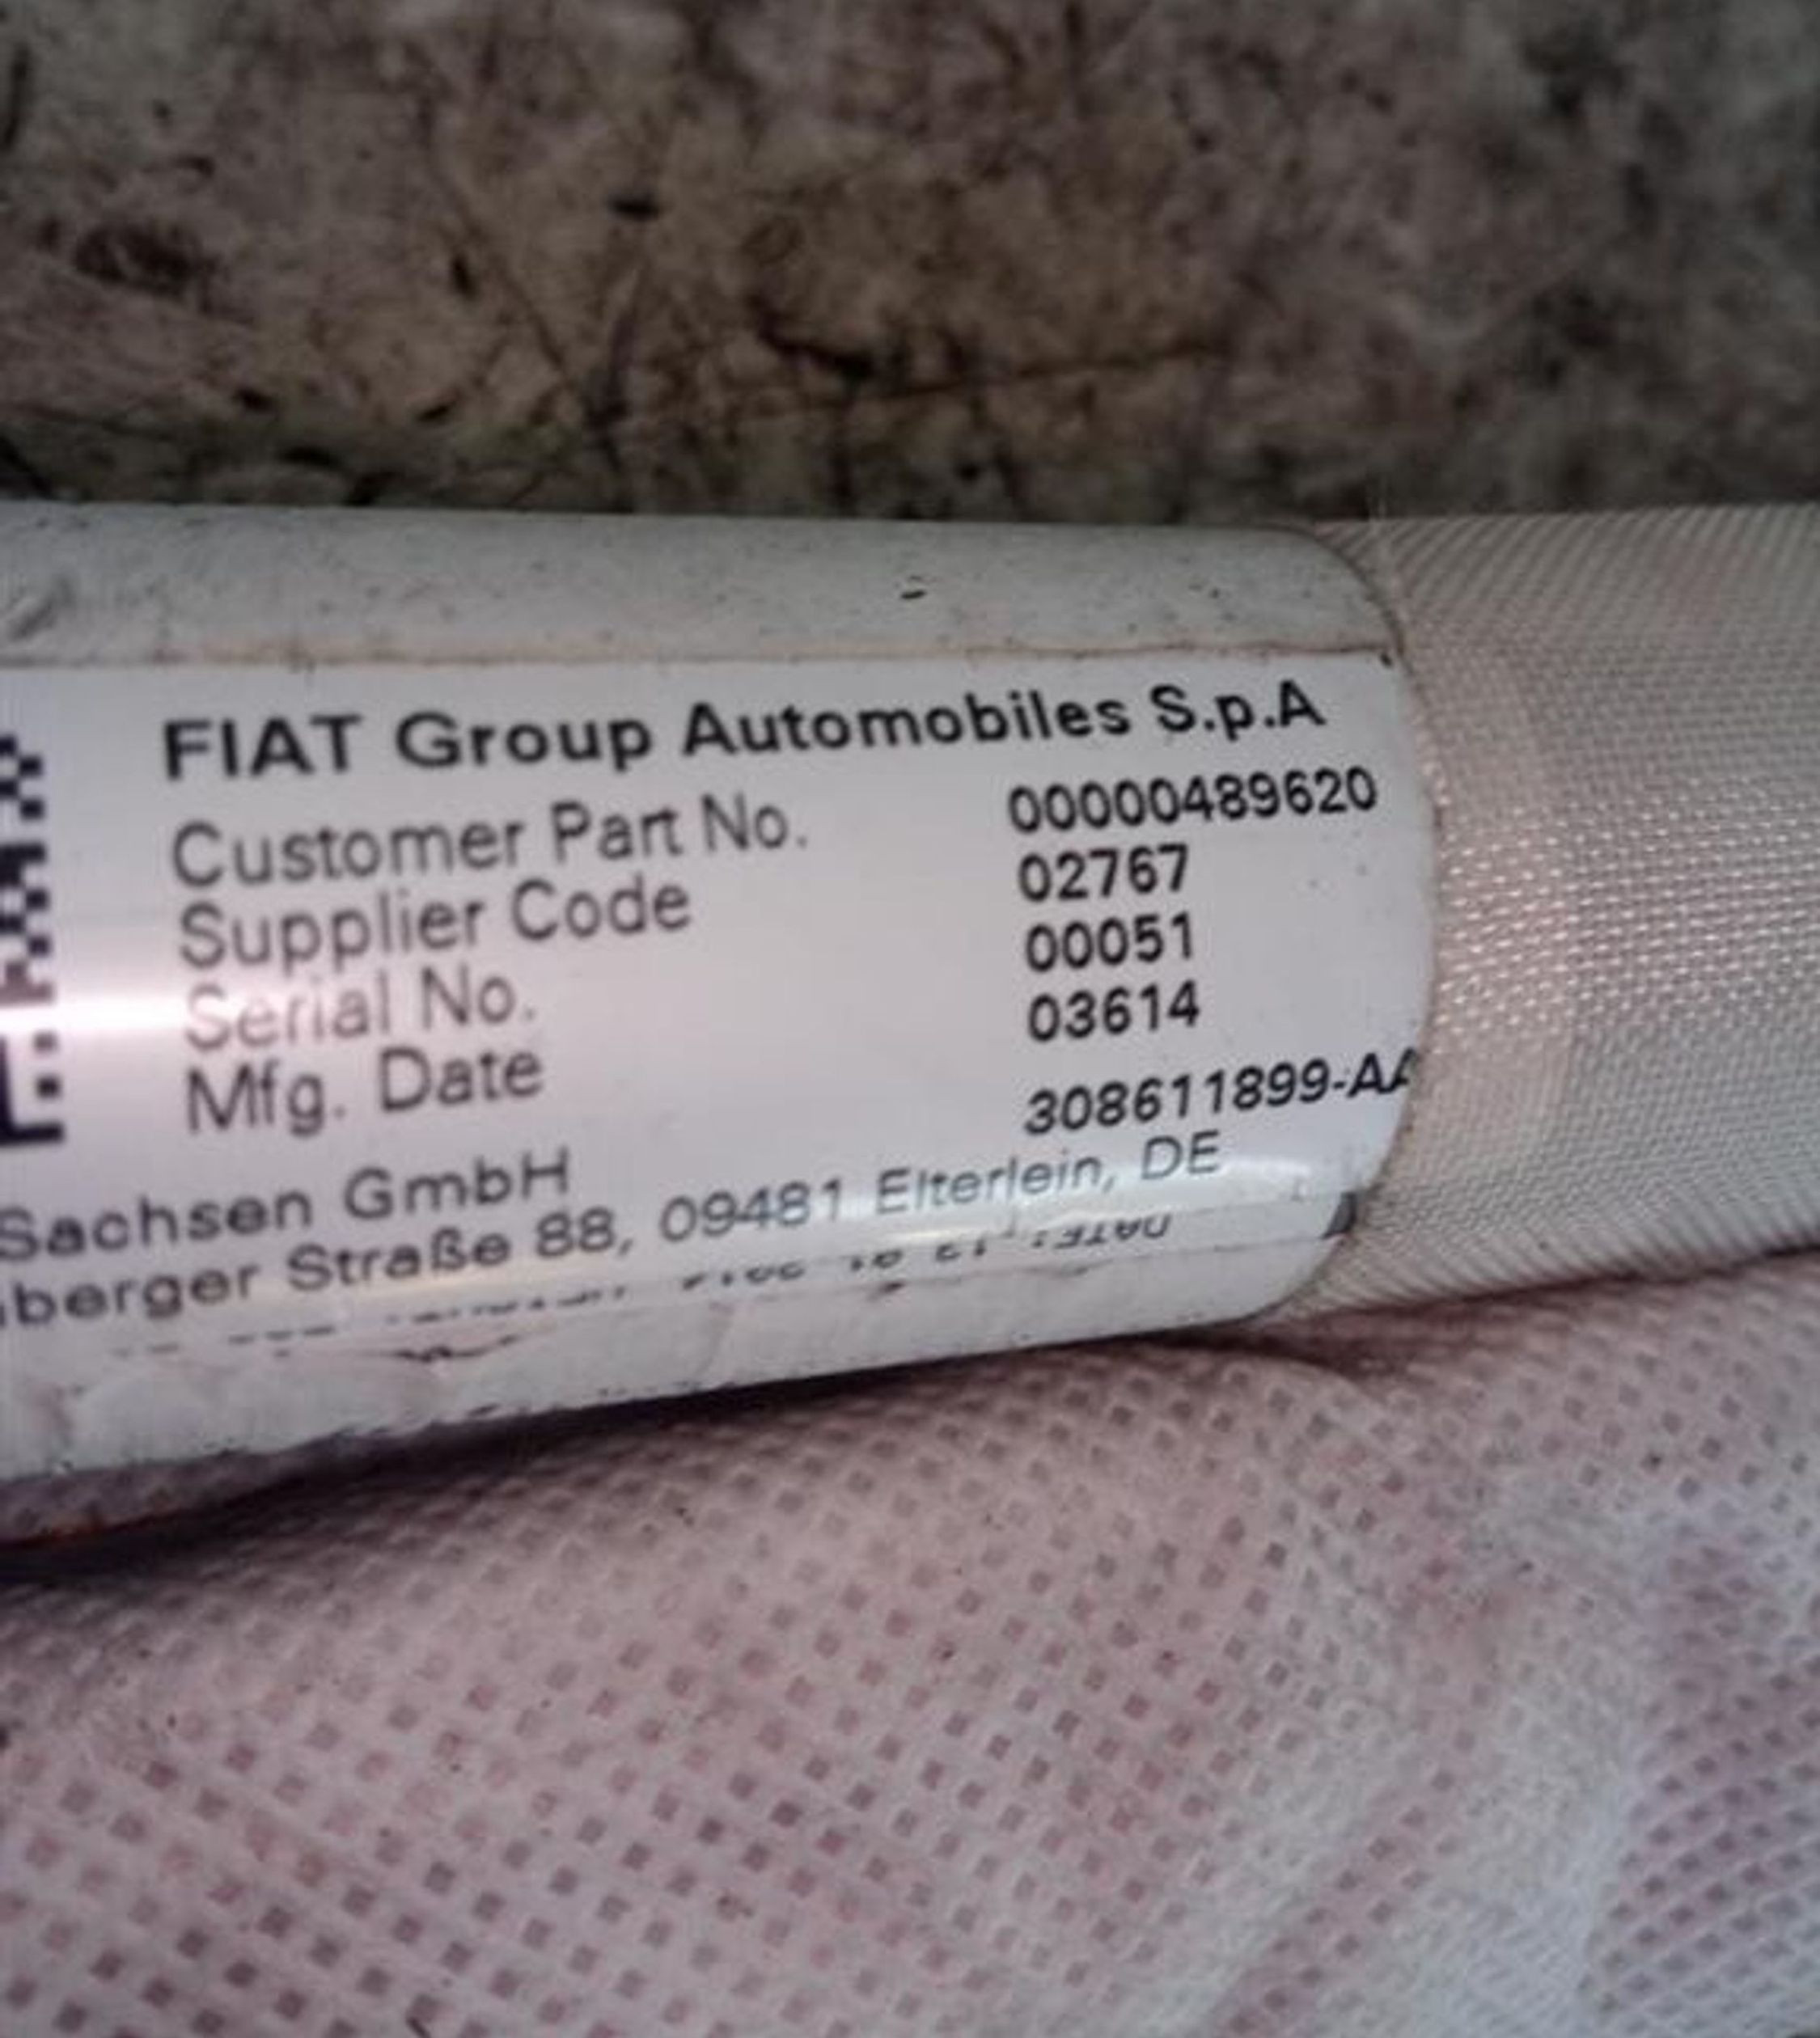 FIAT Group Automobiles S.p.A
Customer Part No. 00000489620
Supplier Code 02767
Serial No. 00051
Mfg. Date 03614
308611899-AA
Sachsen GmbH
berger Straße 88, 09481 Elterlein, DE
DATE: